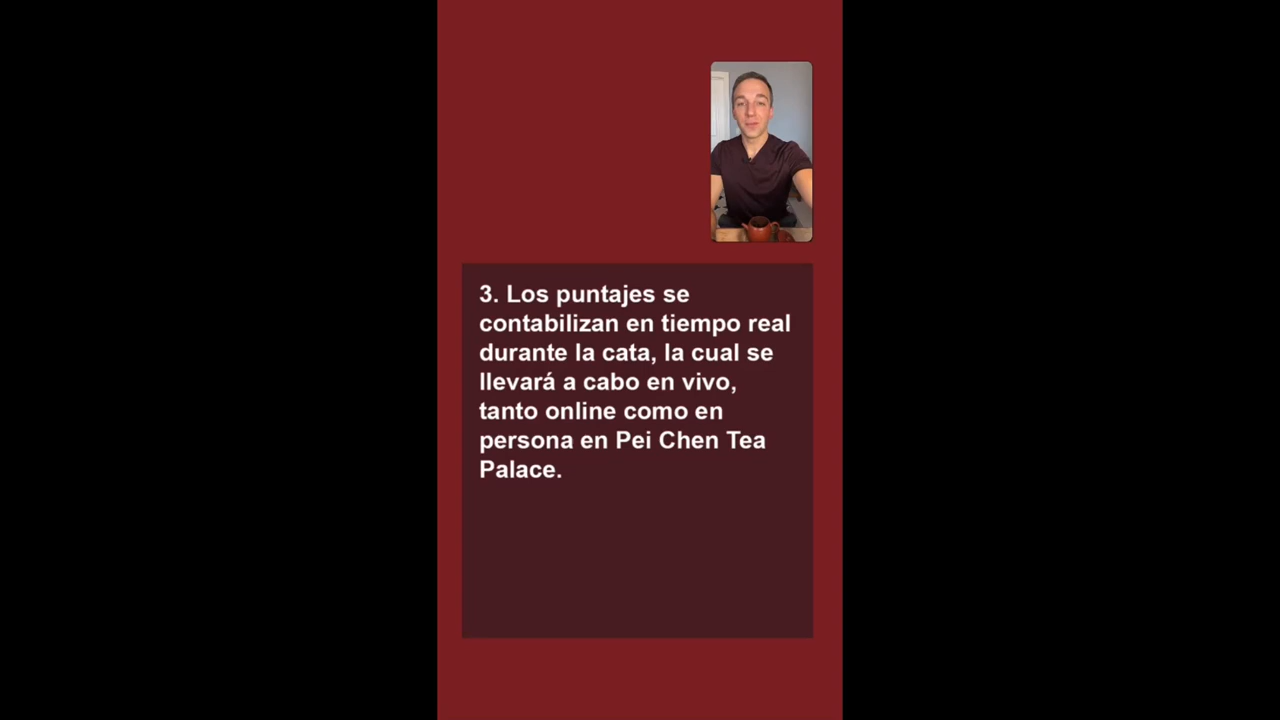 3. Los puntajes se
contabilizan en tiempo real
durante la cata, la cual se
llevará a cabo en vivo,
tanto online como en
persona en Pei Chen Tea
Palace.